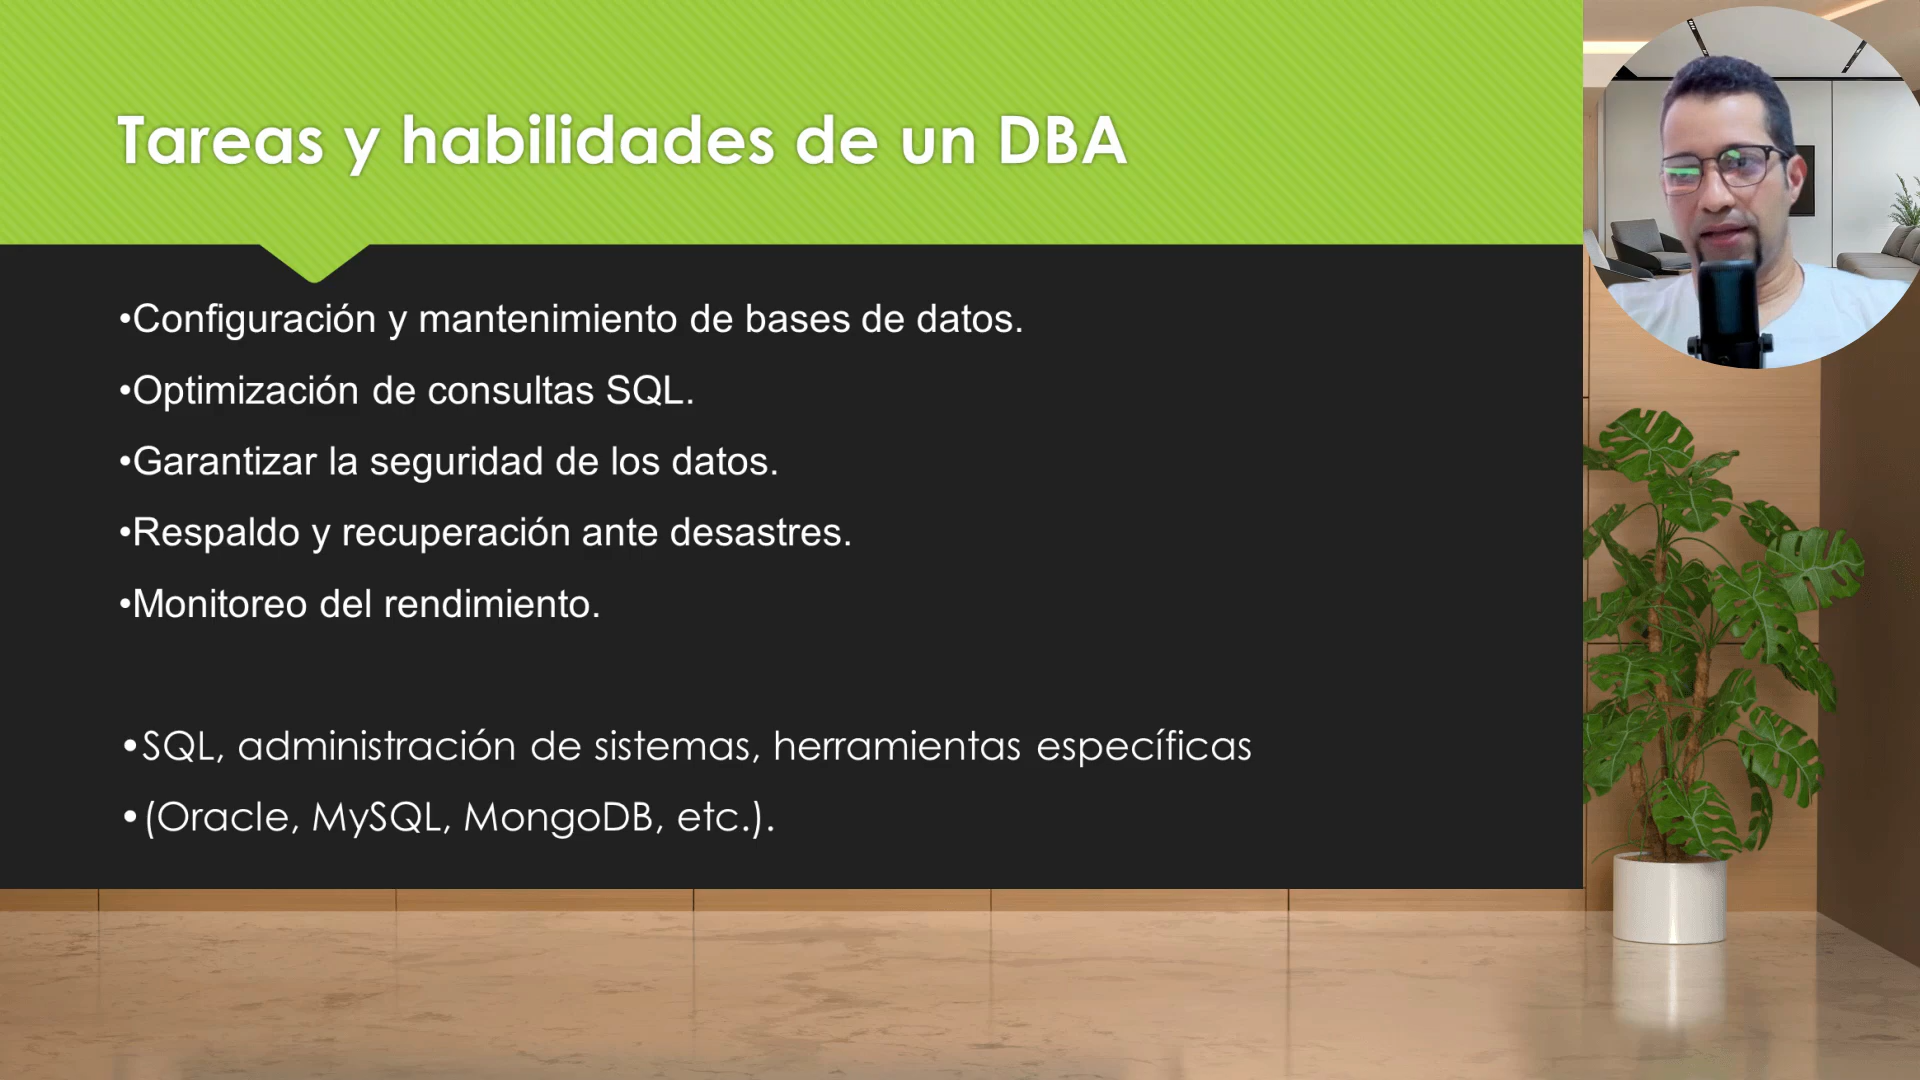 Tareas y habilidades de un DBA
•Configuración y mantenimiento de bases de datos.
•Optimización de consultas SQL.
•Garantizar la seguridad de los datos.
•Respaldo y recuperación ante desastres.
•Monitoreo del rendimiento.
•SQL, administración de sistemas, herramientas específicas
•(Oracle, MySQL, MongoDB, etc.).